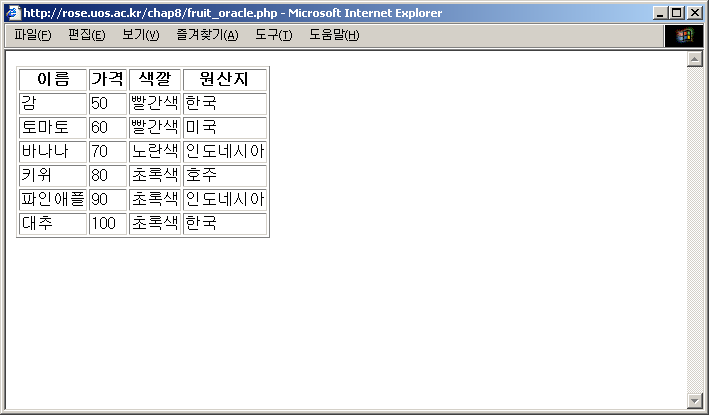 http://rose.uos.ac.kr/chap8/fruit_oracle.php - Microsoft Internet Explorer
파일(F) 편집(E) 보기(V) 즐겨찾기(A) 도구(T) 도움말(H)
이름 가격 색깔 원산지
감 50 빨간색 한국
토마토 60 빨간색 미국
바나나 70 노란색 인도네시아
키위 80 초록색 호주
파인애플 90 초록색 인도네시아
대추 100 초록색 한국